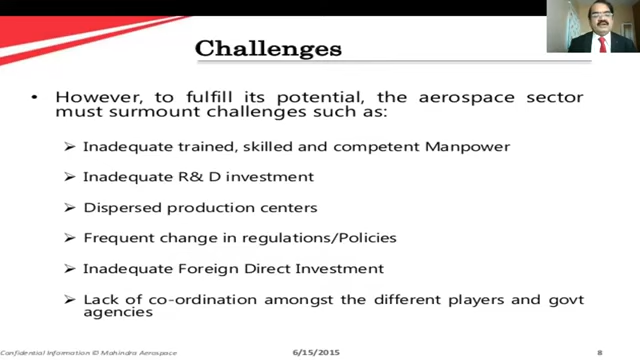 Challenges
• However, to fulfill its potential, the aerospace sector
must surmount challenges such as:
➢ Inadequate trained, skilled and competent Manpower
➢ Inadequate R& D investment
➢ Dispersed production centers
➢ Frequent change in regulations/Policies
➢ Inadequate Foreign Direct Investment
➢ Lack of co-ordination amongst the different players and govt
agencies
Confidential Information © Mahindra Aerospace 6/15/2015 8